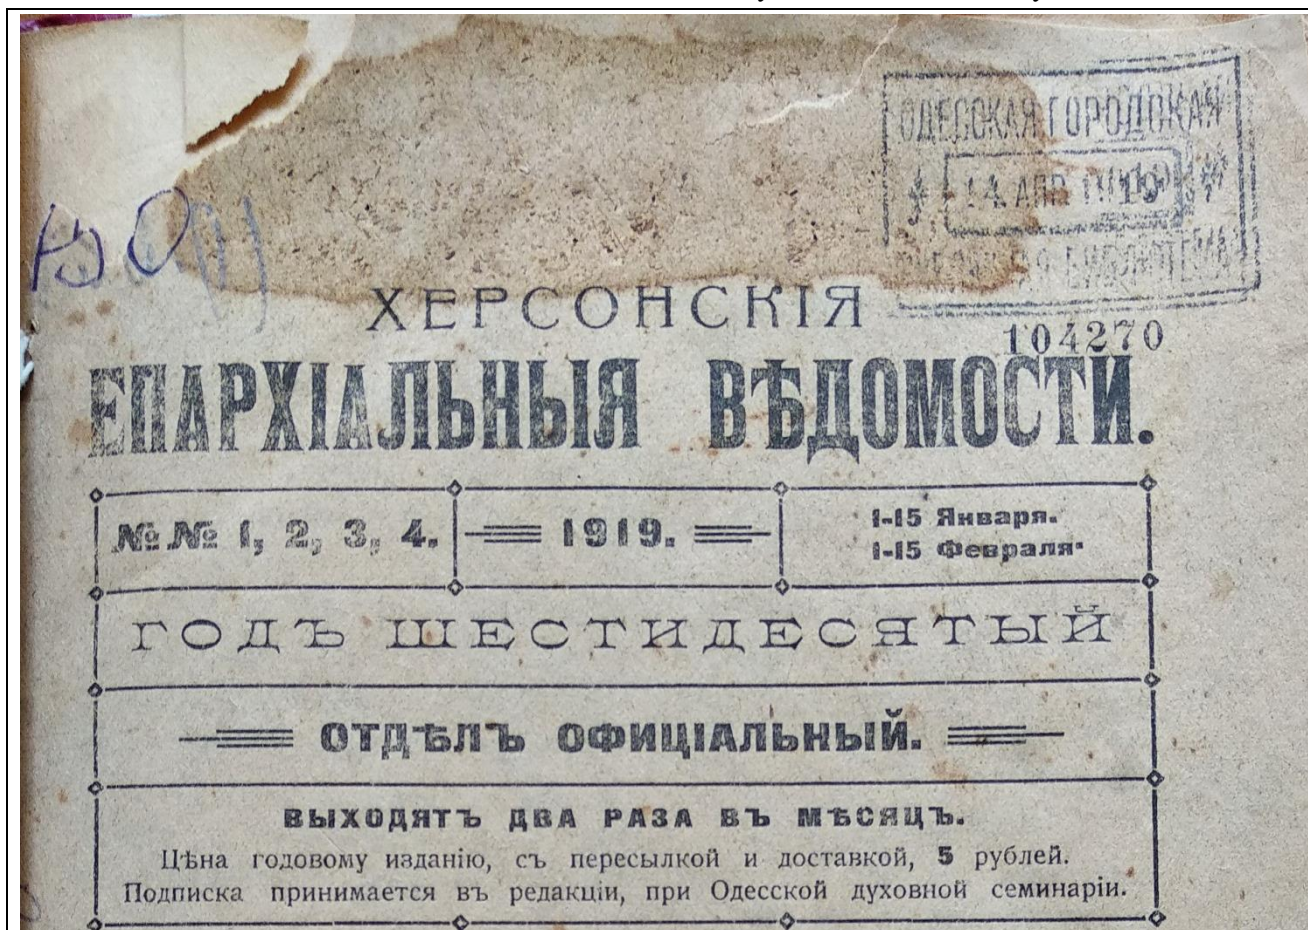 ОДЕССКАЯ ГОРОДСКАЯ
14. АПР. 1919
БИБЛИОТЕКА
ХЕРСОНСКІЯ
104270
ЕПАРХІАЛЬНЫЯ ВѢДОМОСТИ.
№№ 1, 2, 3, 4.
1919.
1-15 Января.
1-15 Февраля.
ГОДЪ ШЕСТИДЕСЯТЫЙ
ОТДѢЛЪ ОФИЦІАЛЬНЫЙ.
ВЫХОДЯТЪ ДВА РАЗА ВЪ МѢСЯЦЪ.
Цѣна годовому изданію, съ пересылкой и доставкой, 5 рублей.
Подписка принимается въ редакціи, при Одесской духовной семинаріи.